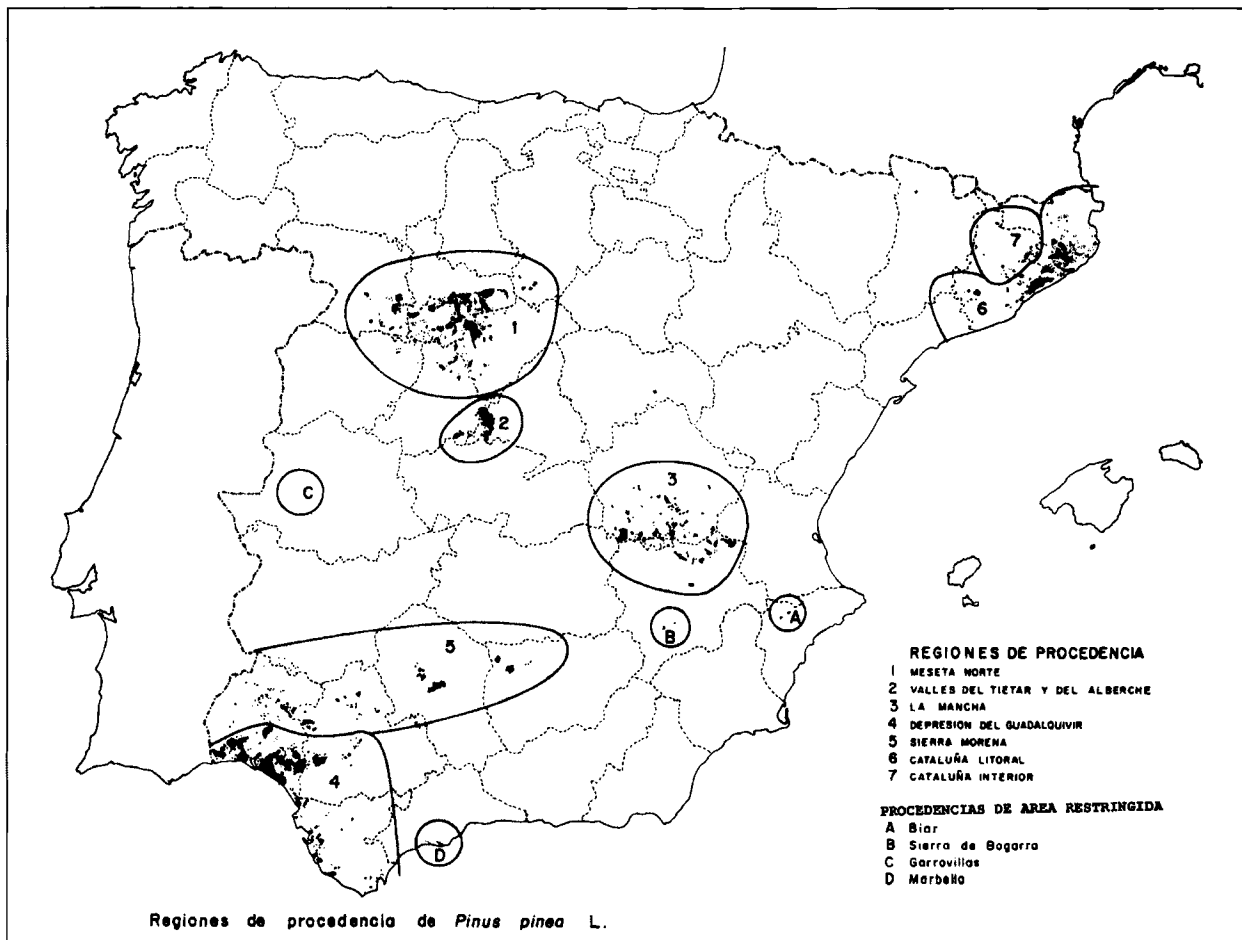 7
6
1
2
C
3
A
B
5
4
D
REGIONES DE PROCEDENCIA
1 MESETA NORTE
2 VALLES DEL TIETAR Y DEL ALBERCHE
3 LA MANCHA
4 DEPRESION DEL GUADALQUIVIR
5 SIERRA MORENA
6 CATALUÑA LITORAL
7 CATALUÑA INTERIOR
PROCEDENCIAS DE AREA RESTRINGIDA
A Biar
B Sierra de Bogarra
C Garrovillas
D Marbella
Regiones de procedencia de Pinus pinea L.